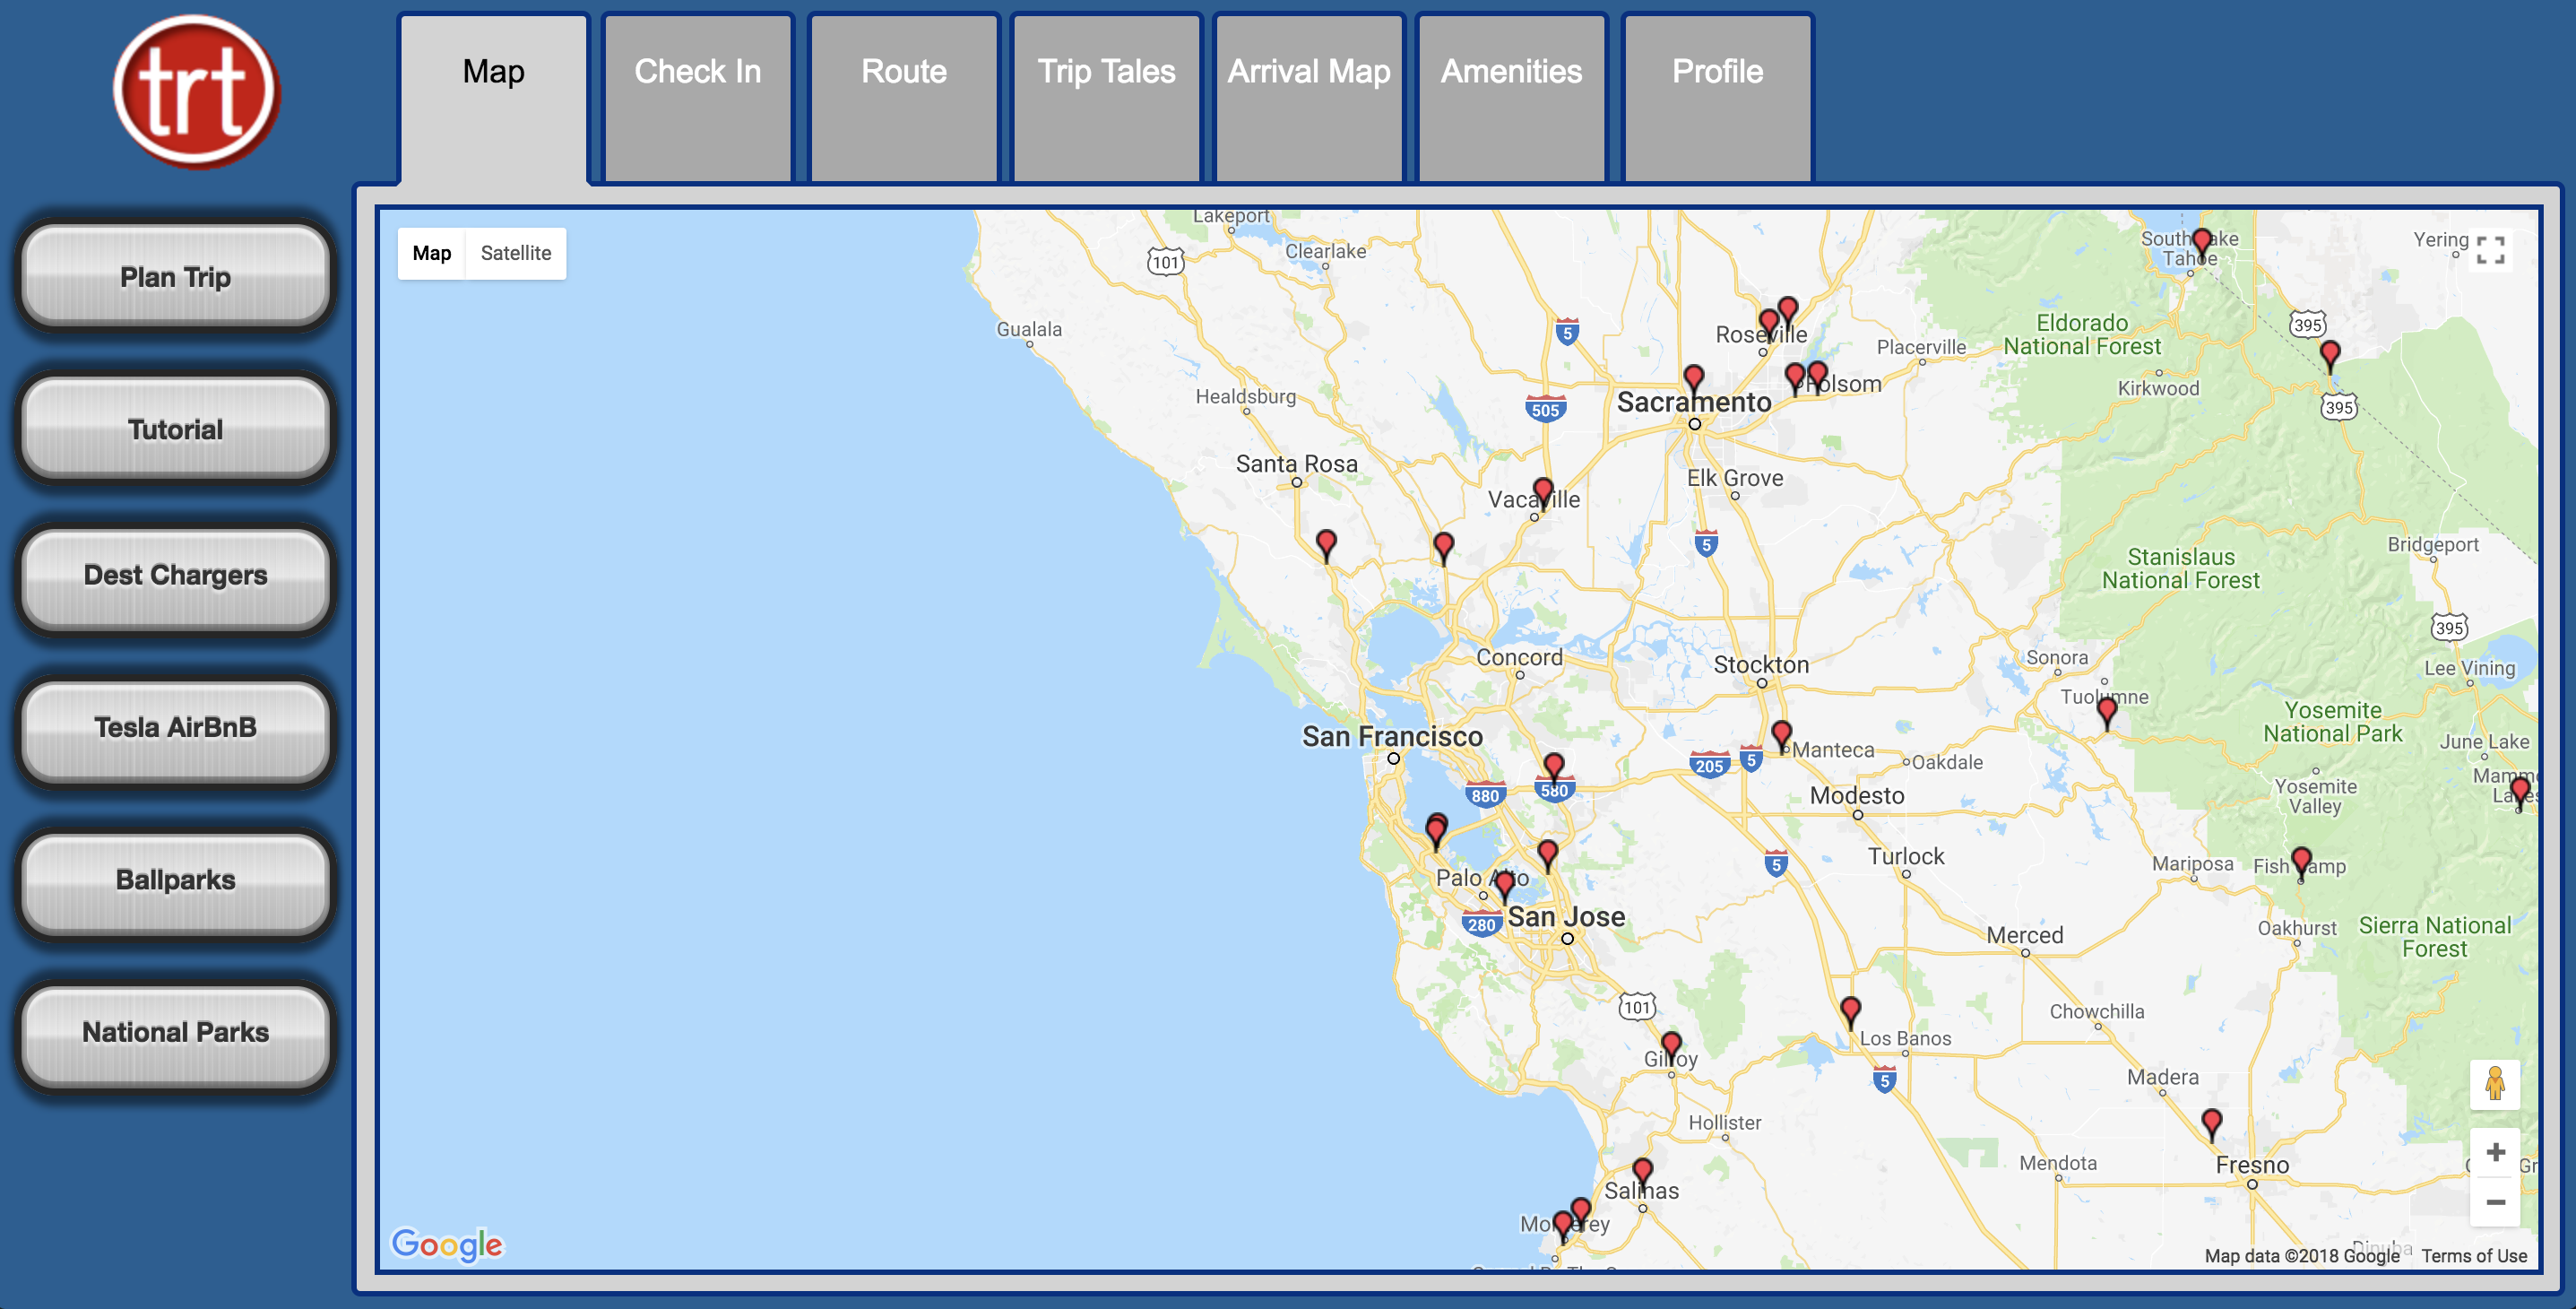 trt
Map
Check In
Route
Trip Tales
Arrival Map
Amenities
Profile
Plan Trip
Tutorial
Dest Chargers
Tesla AirBnB
Ballparks
National Parks
Map
Satellite
Lakeport
Clearlake
101
Gualala
Healdsburg
Santa Rosa
5
505
Roseville
Placerville
Folsom
Sacramento
Elk Grove
Vacaville
South Lake
Tahoe
Yering
Eldorado
National Forest
Kirkwood
395
395
Bridgeport
Stanislaus
National Forest
5
395
Lee Vining
Concord
Stockton
Sonora
Tuolumne
Yosemite
National Park
June Lake
San Francisco
Manteca
205
5
Oakdale
880
580
Modesto
Yosemite
Valley
Turlock
5
Mariposa
Fish Camp
Palo Alto
280
San Jose
Merced
Oakhurst
Sierra National
Forest
101
Chowchilla
Los Banos
Gilroy
5
Madera
Hollister
Mendota
Fresno
Salinas
Monterey
Dinuba
Google
Map data ©2018 Google
Terms of Use